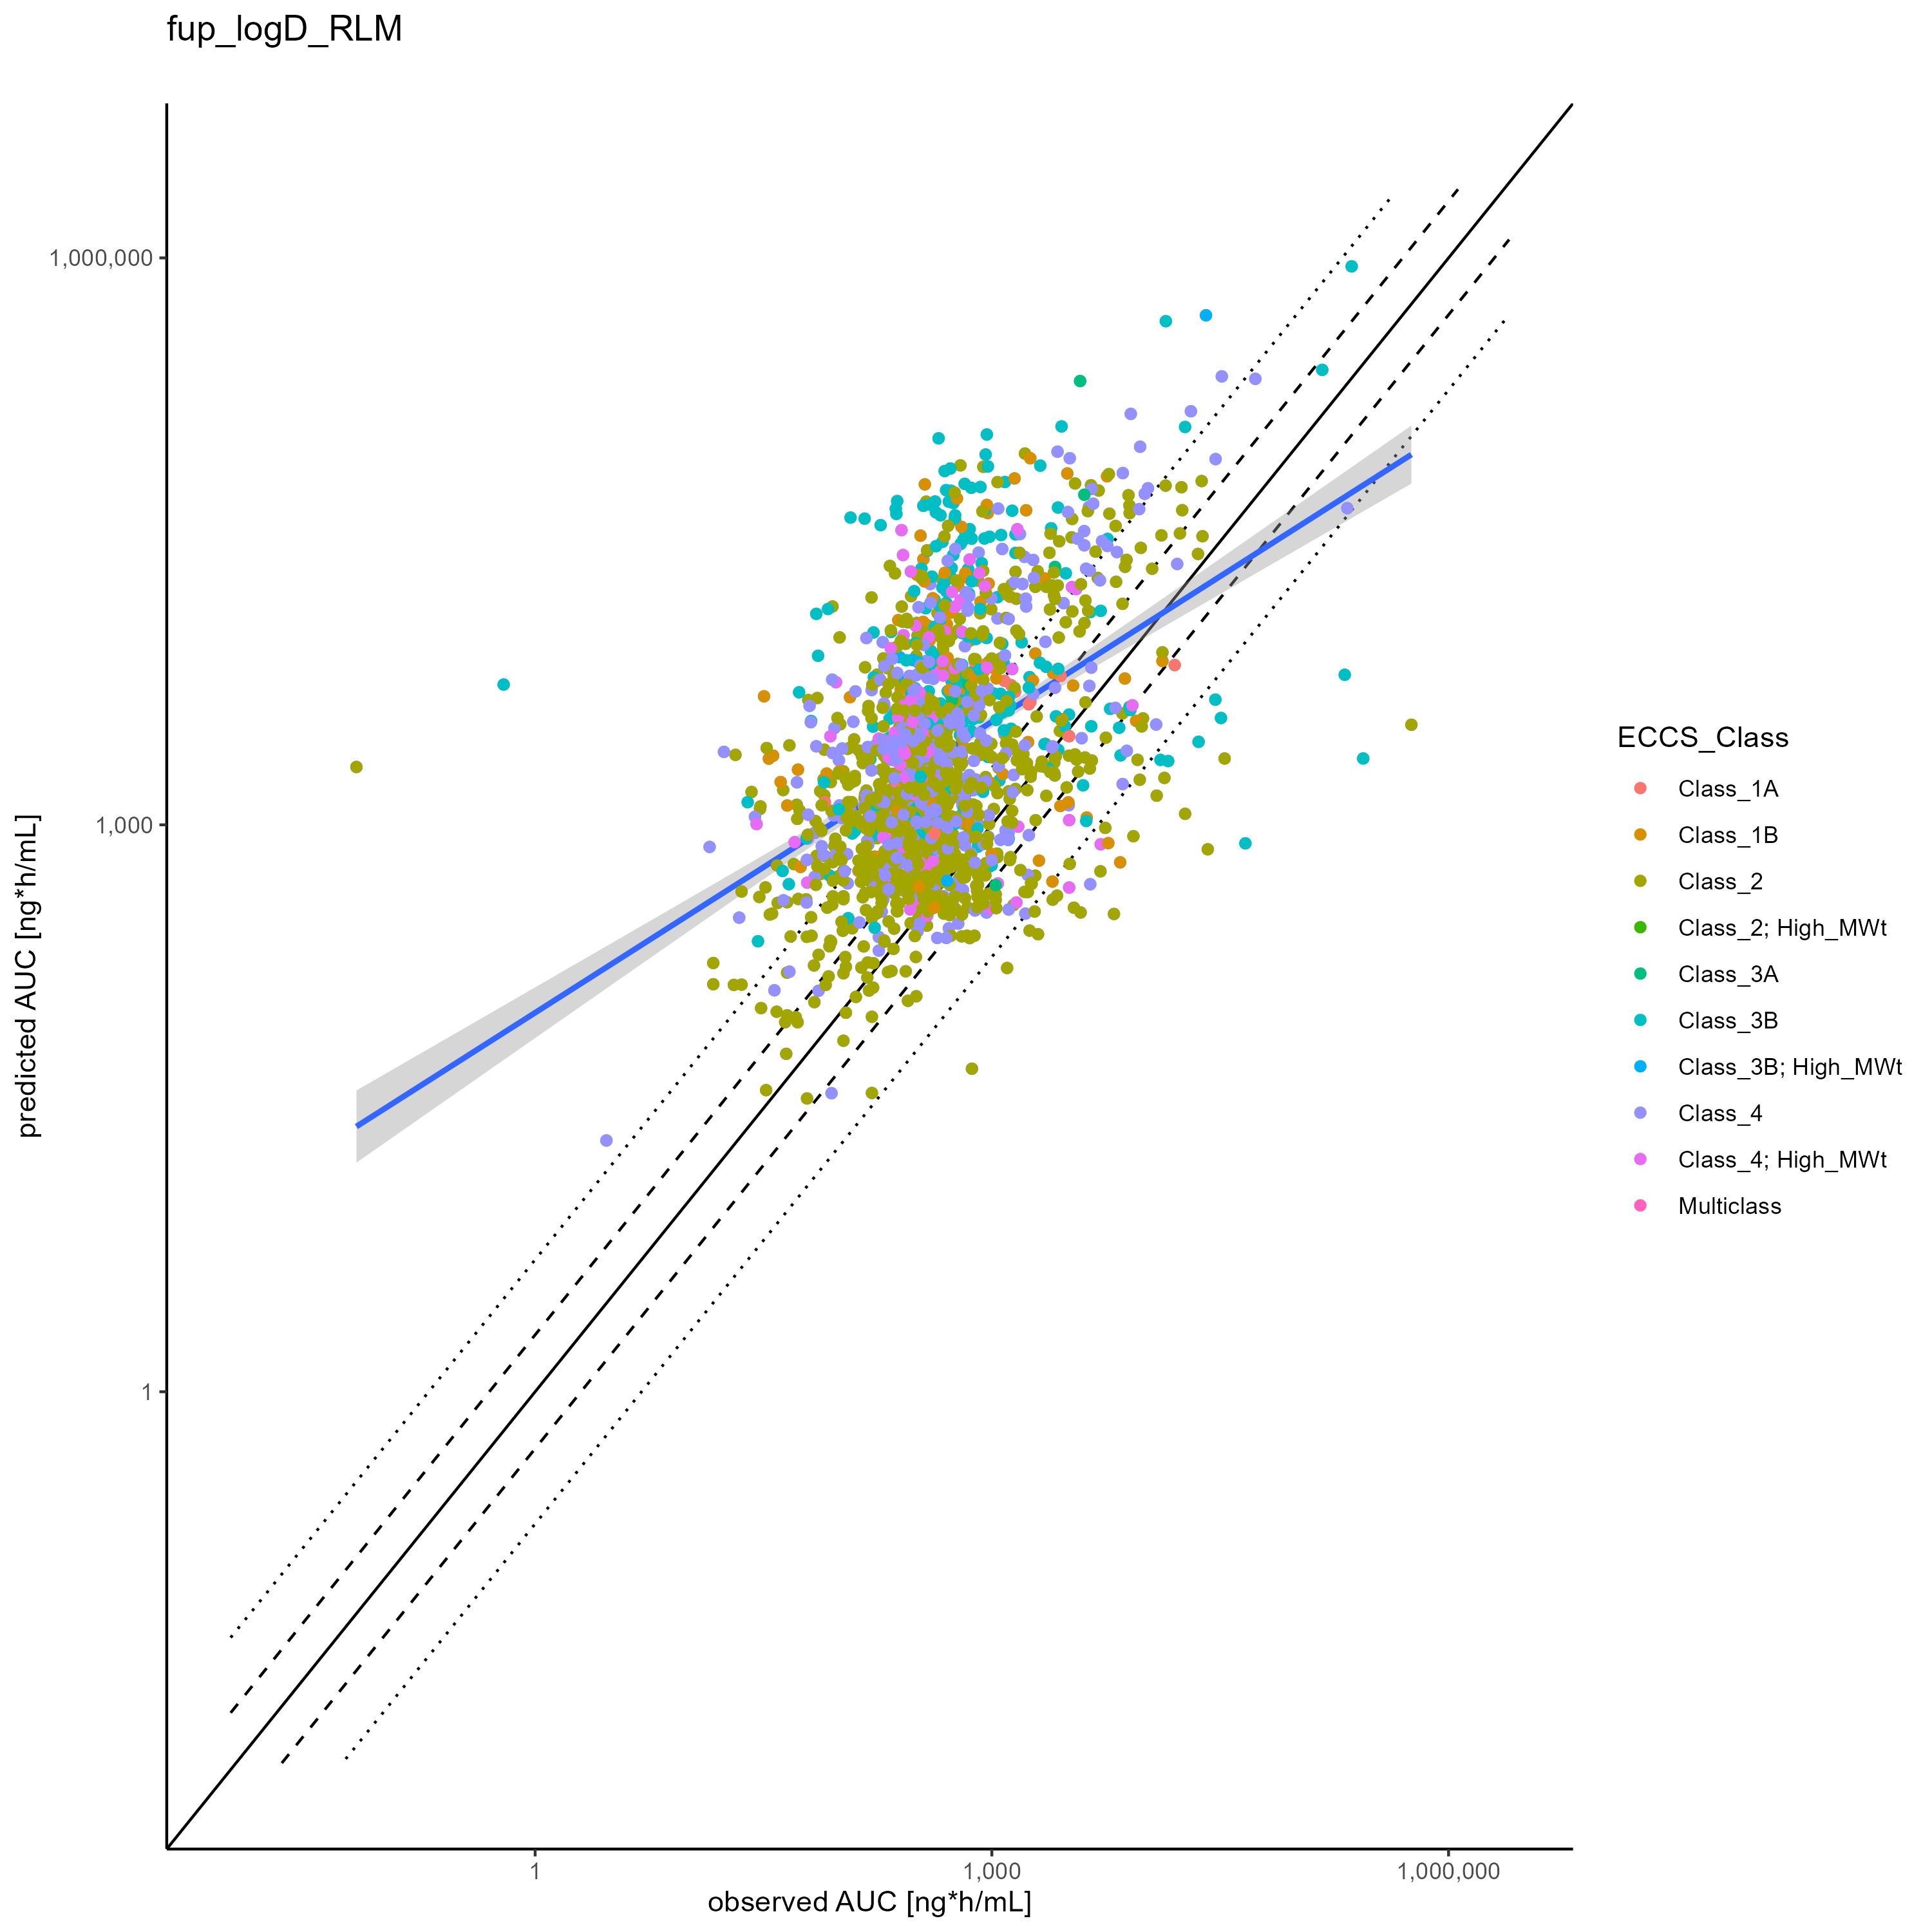 fup_logD_RLM
1,000,000
1,000
1
predicted AUC [ng*h/mL]
1
1,000
1,000,000
observed AUC [ng*h/mL]
ECCS_Class
Class_1A
Class_1B
Class_2
Class_2; High_MWt
Class_3A
Class_3B
Class_3B; High_MWt
Class_4
Class_4; High_MWt
Multiclass